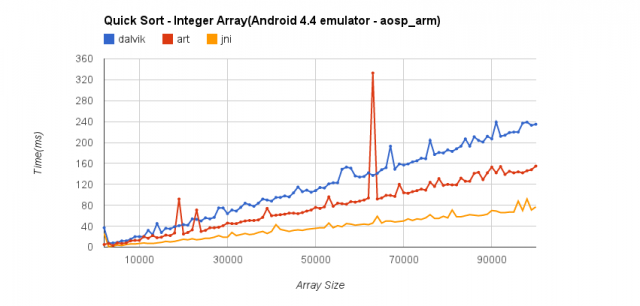 Quick Sort - Integer Array(Android 4.4 emulator - aosp_arm)
dalvik art jni
360
320
280
240
200
160
120
80
40
0
Time(ms)
10000 30000 50000 70000 90000
Array Size